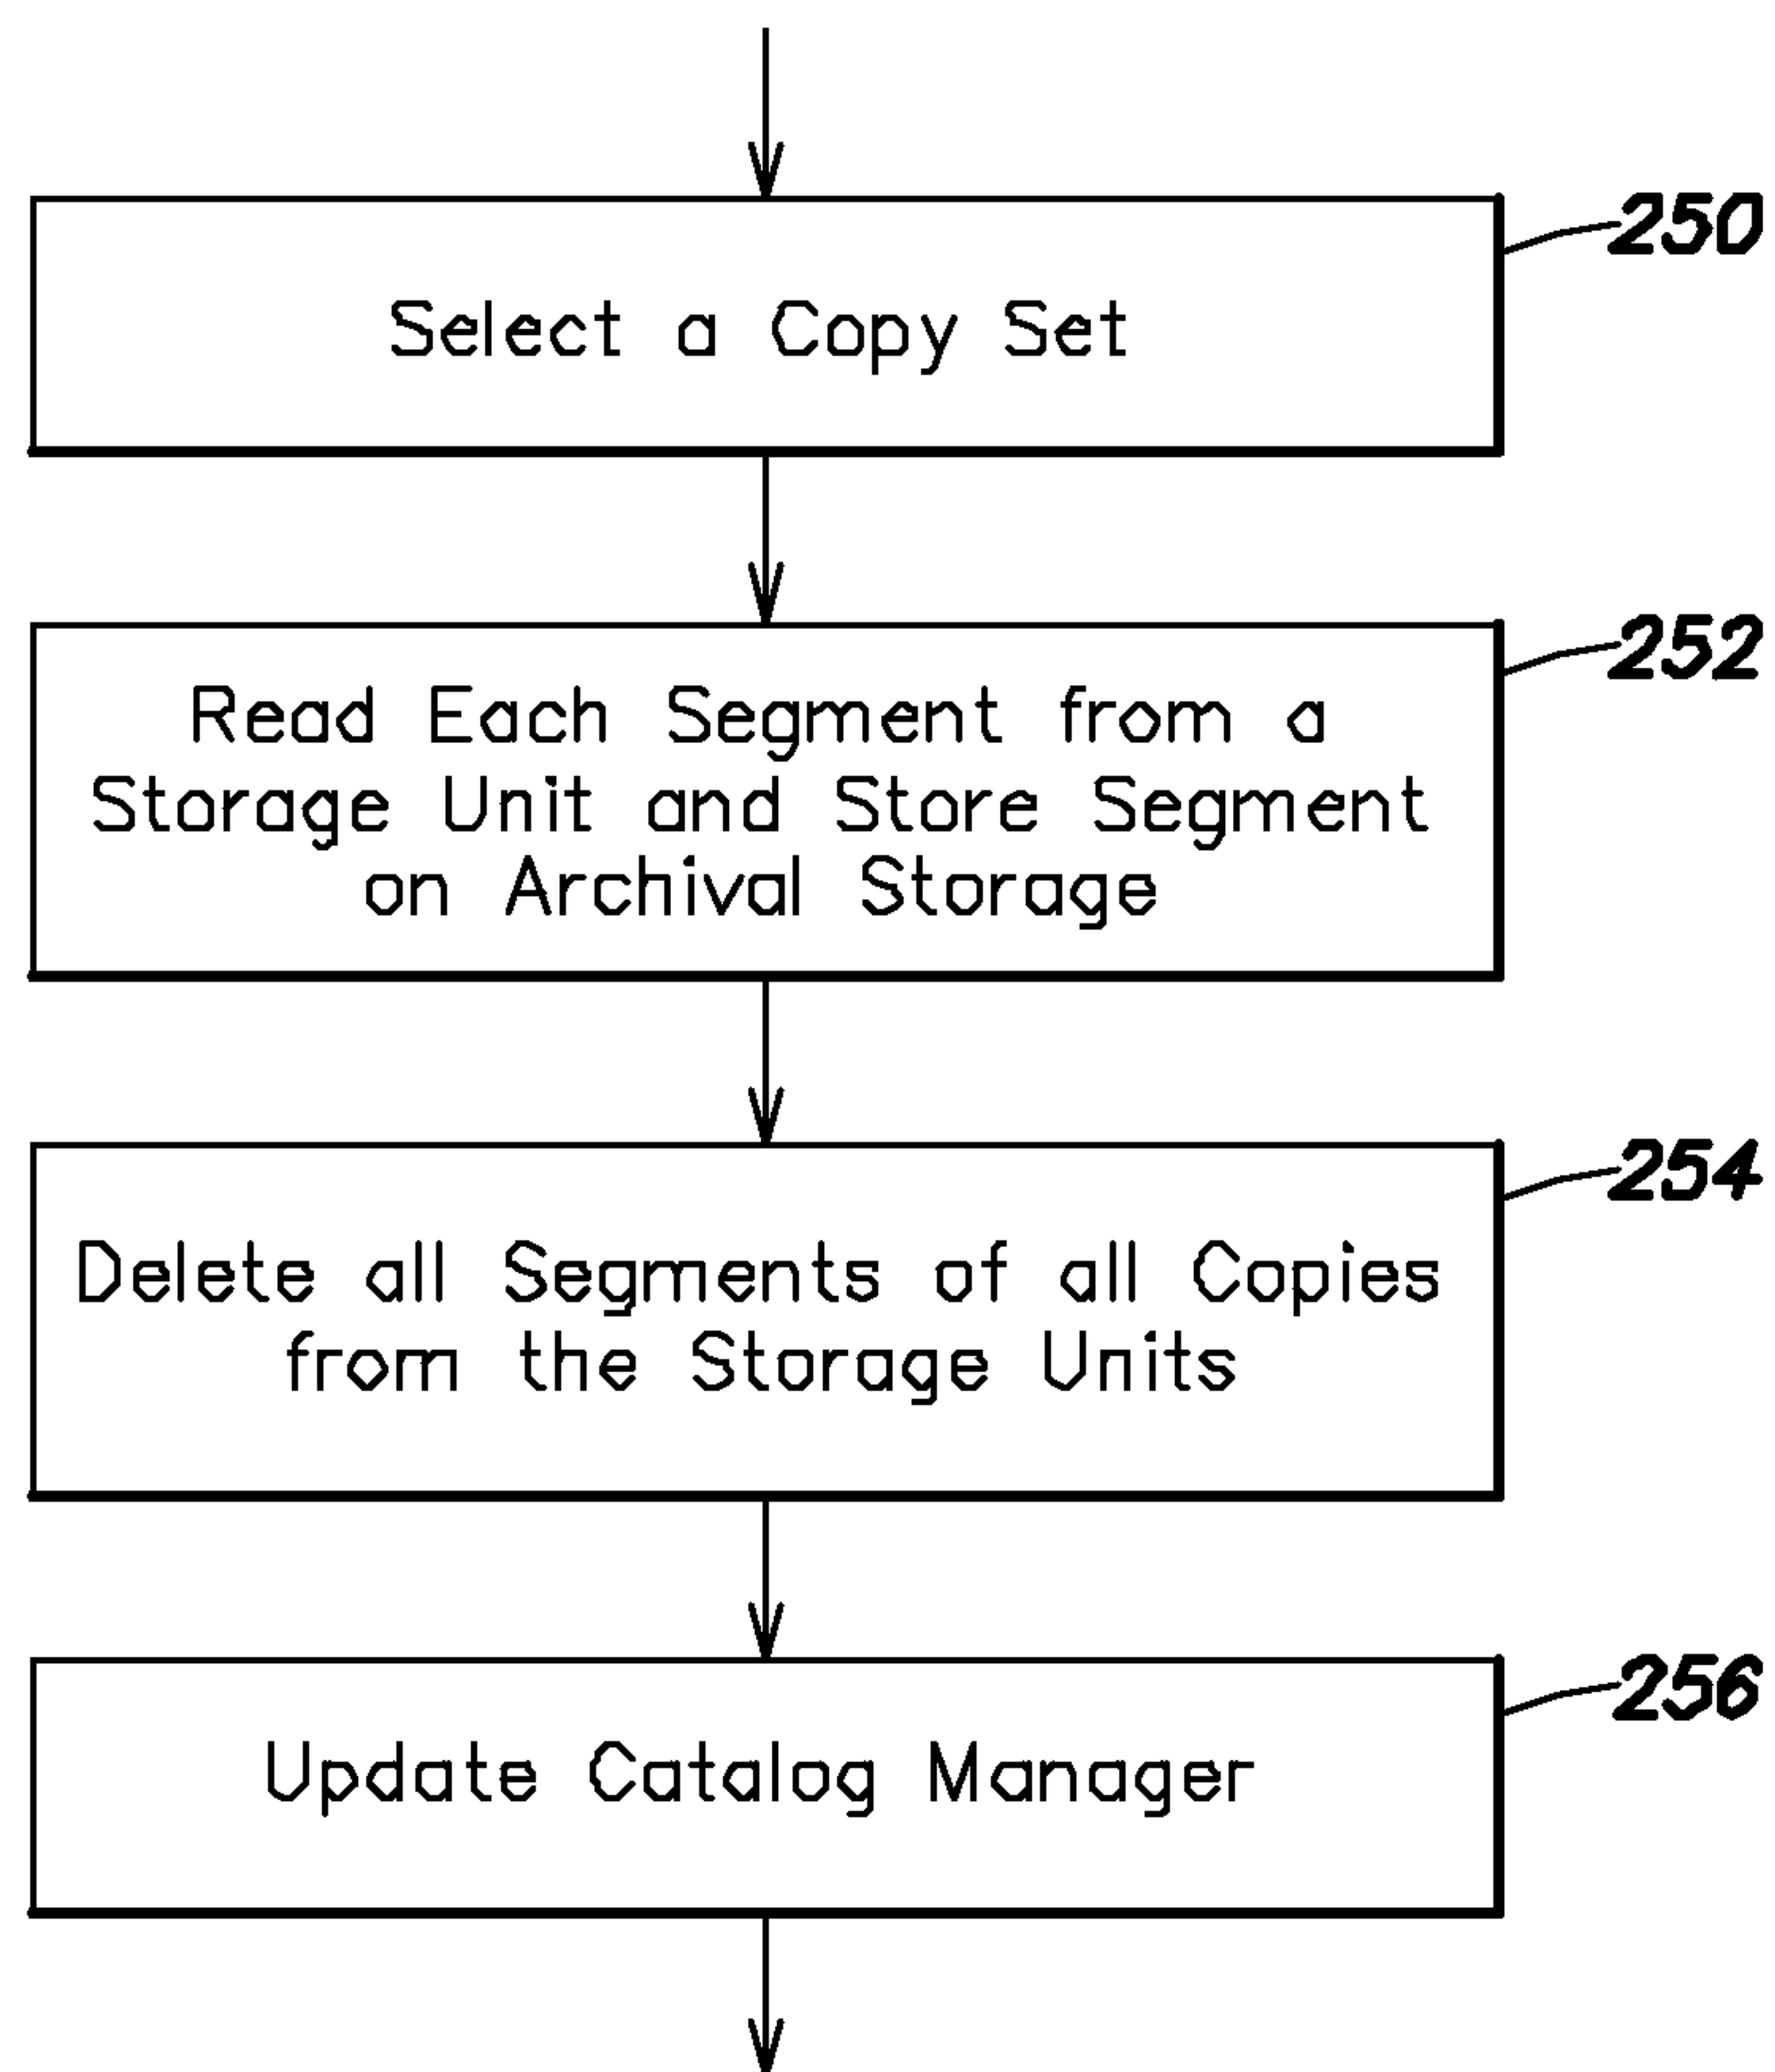 250
Select a Copy Set
252
Read Each Segment from a
Storage Unit and Store Segment
on Archival Storage
254
Delete all Segments of all Copies
from the Storage Units
256
Update Catalog Manager